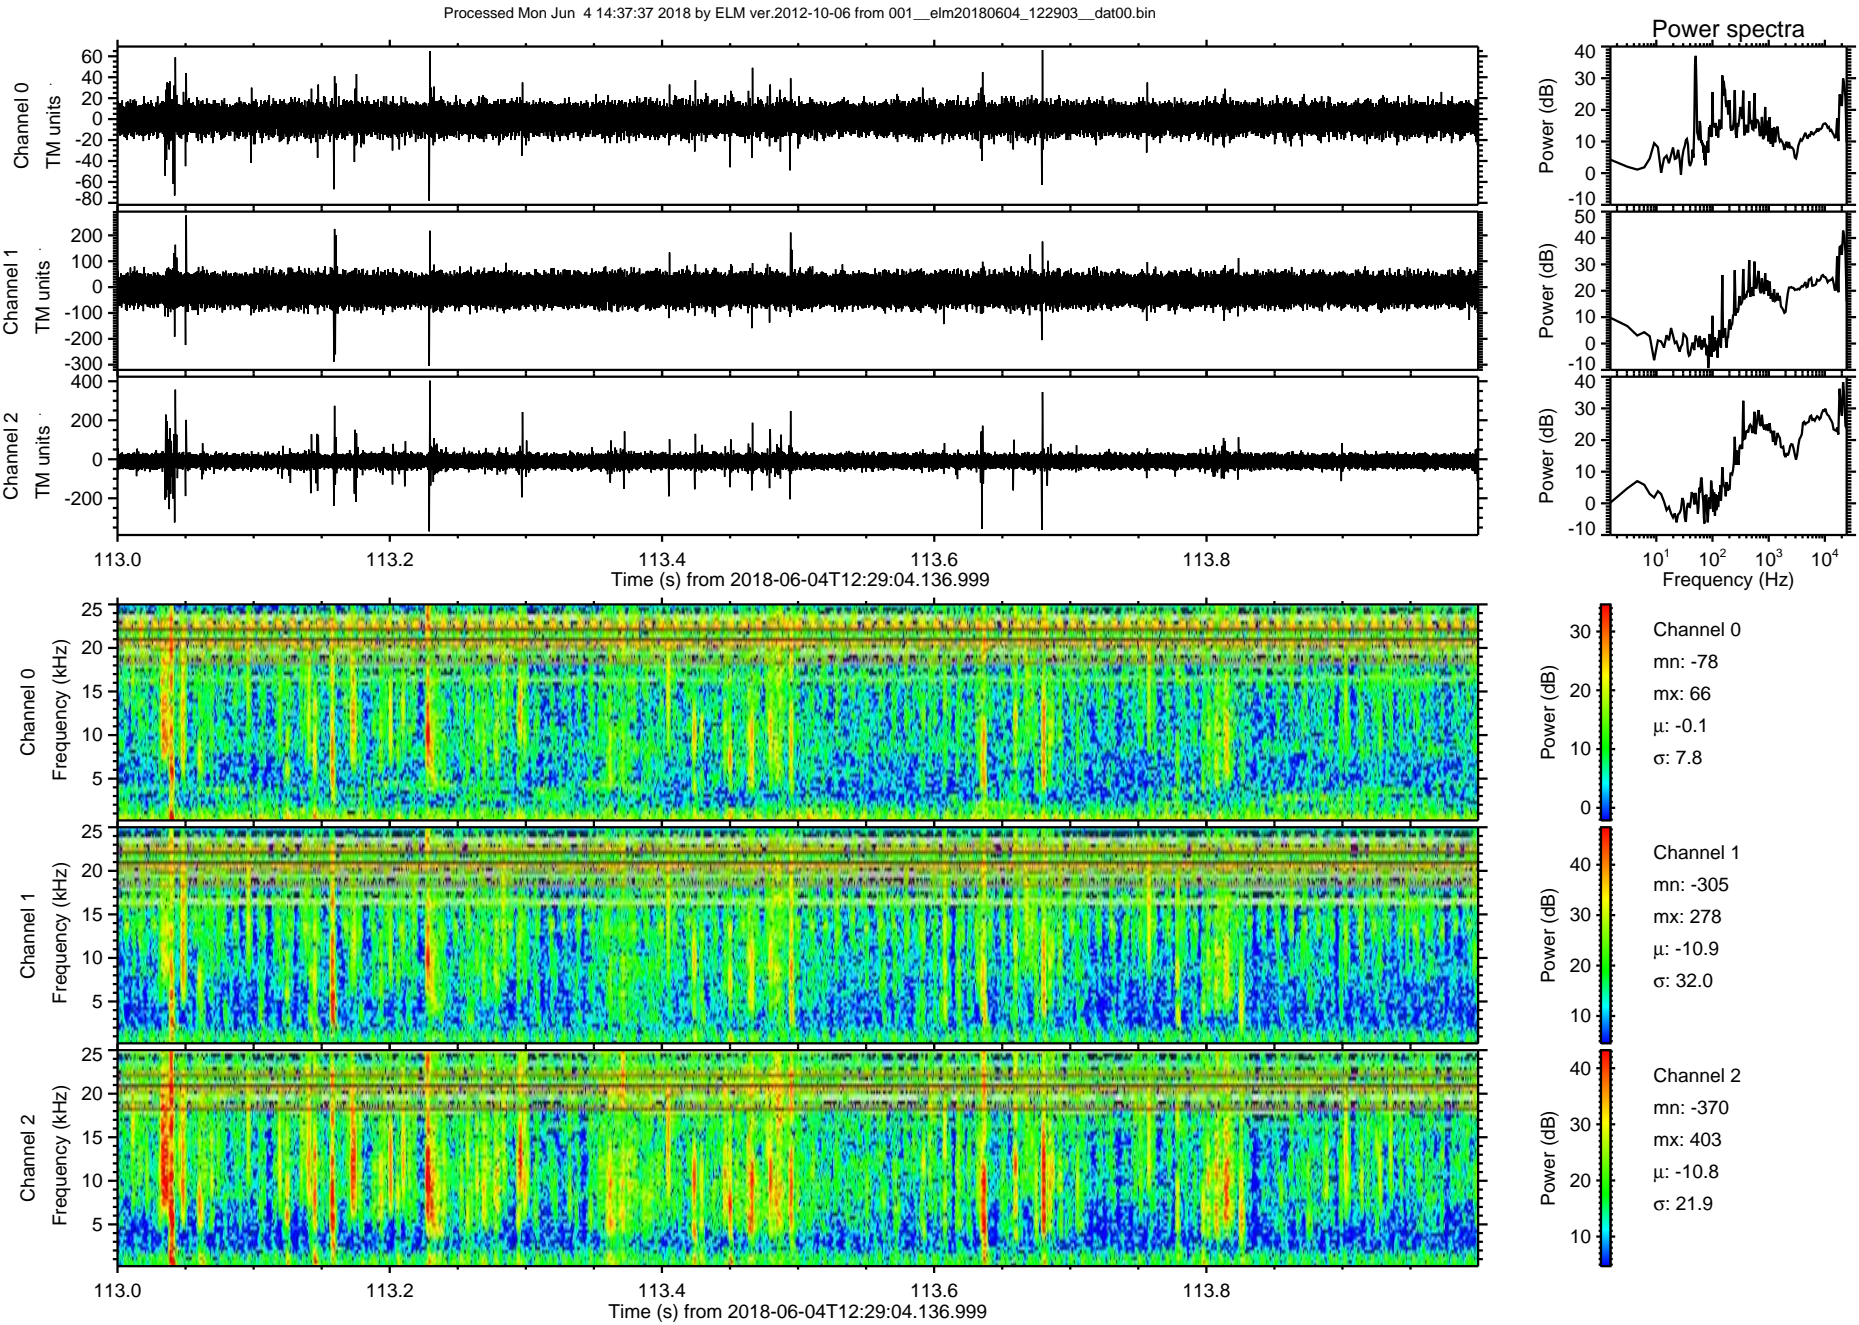 Processed Mon Jun  4 14:37:37 2018 by ELM ver.2012-10-06 from 001__elm20180604_122903__dat00.bin
Power spectra
Channel 0
TM units
60
40
20
0
-20
-40
-60
-80
Power (dB)
40
30
20
10
0
-10
Channel 1
TM units
200
100
0
-100
-200
-300
Power (dB)
50
40
30
20
10
0
-10
Channel 2
TM units
400
200
0
-200
Power (dB)
40
30
20
10
0
-10
113.0 113.2 113.4 113.6 113.8
Time (s) from 2018-06-04T12:29:04.136.999
10^1 10^2 10^3 10^4
Frequency (Hz)
Channel 0
Frequency (kHz)
25
20
15
10
5
Power (dB)
30
20
10
0
Channel 0
mn: -78
mx: 66
μ: -0.1
σ: 7.8
Channel 1
Frequency (kHz)
25
20
15
10
5
Power (dB)
40
30
20
10
Channel 1
mn: -305
mx: 278
μ: -10.9
σ: 32.0
Channel 2
Frequency (kHz)
25
20
15
10
5
Power (dB)
40
30
20
10
Channel 2
mn: -370
mx: 403
μ: -10.8
σ: 21.9
113.0 113.2 113.4 113.6 113.8
Time (s) from 2018-06-04T12:29:04.136.999